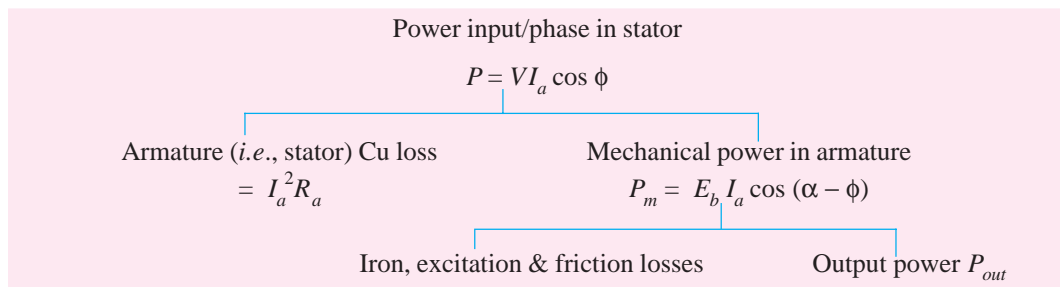 Power input/phase in stator
P = VI_a cos ϕ
Armature (i.e., stator) Cu loss Mechanical power in armature
= I_a^2 R_a P_m = E_b I_a cos (α – ϕ)
Iron, excitation & friction losses Output power P_out